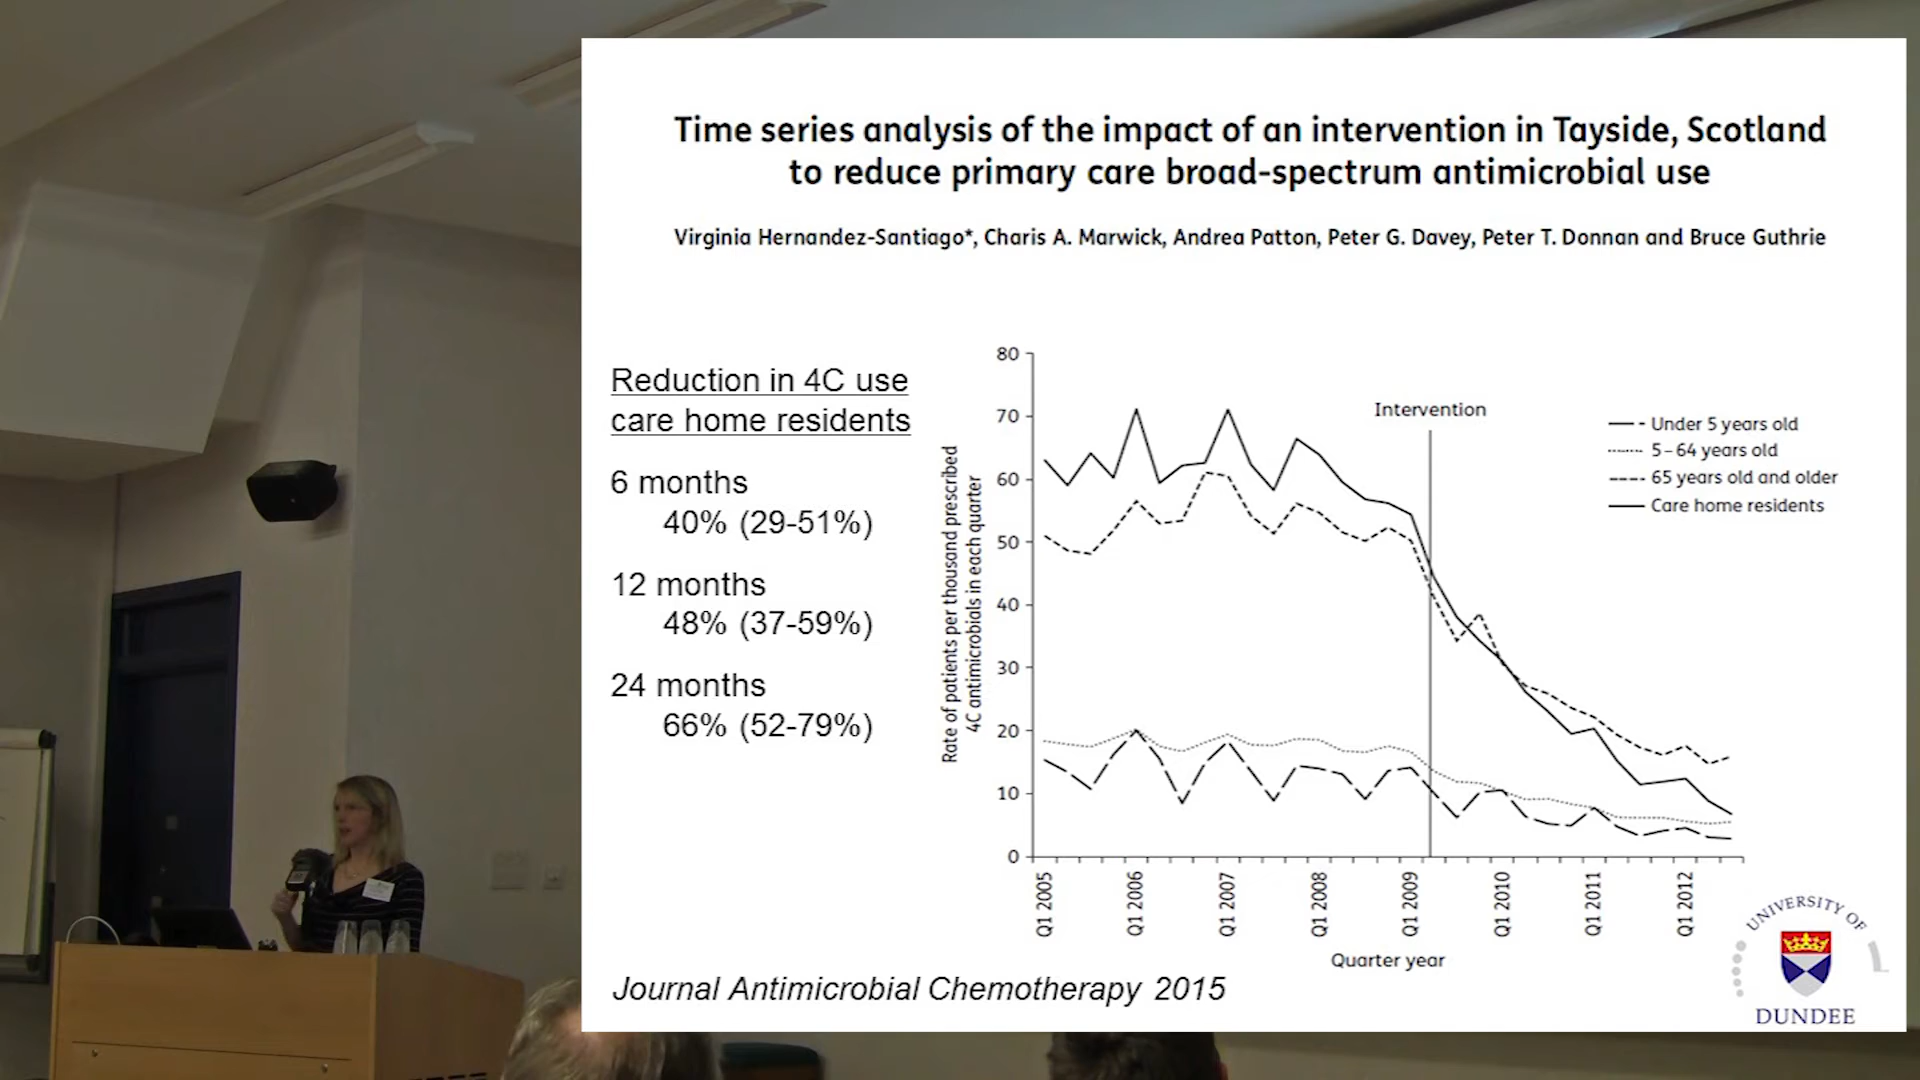 Time series analysis of the impact of an intervention in Tayside, Scotland
to reduce primary care broad-spectrum antimicrobial use
Virginia Hernandez-Santiago*, Charis A. Marwick, Andrea Patton, Peter G. Davey, Peter T. Donnan and Bruce Guthrie
Reduction in 4C use
care home residents
6 months
40% (29-51%)
12 months
48% (37-59%)
24 months
66% (52-79%)
Rate of patients per thousand prescribed
4C antimicrobials in each quarter
80
70
60
50
40
30
20
10
0
Intervention
Under 5 years old
5–64 years old
65 years old and older
Care home residents
Q1 2005
Q1 2006
Q1 2007
Q1 2008
Q1 2009
Q1 2010
Q1 2011
Q1 2012
Quarter year
Journal Antimicrobial Chemotherapy 2015
UNIVERSITY OF
DUNDEE